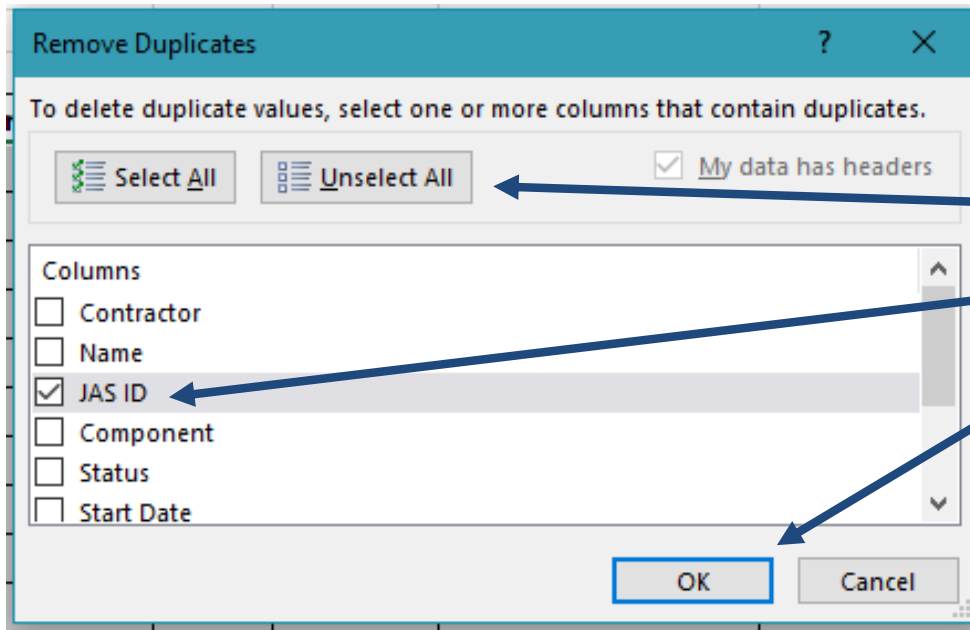 Remove Duplicates ?
To delete duplicate values, select one or more columns that contain duplicates.
Select All Unselect All My data has headers
Columns
Contractor
Name
JAS ID
Component
Status
Start Date
OK Cancel